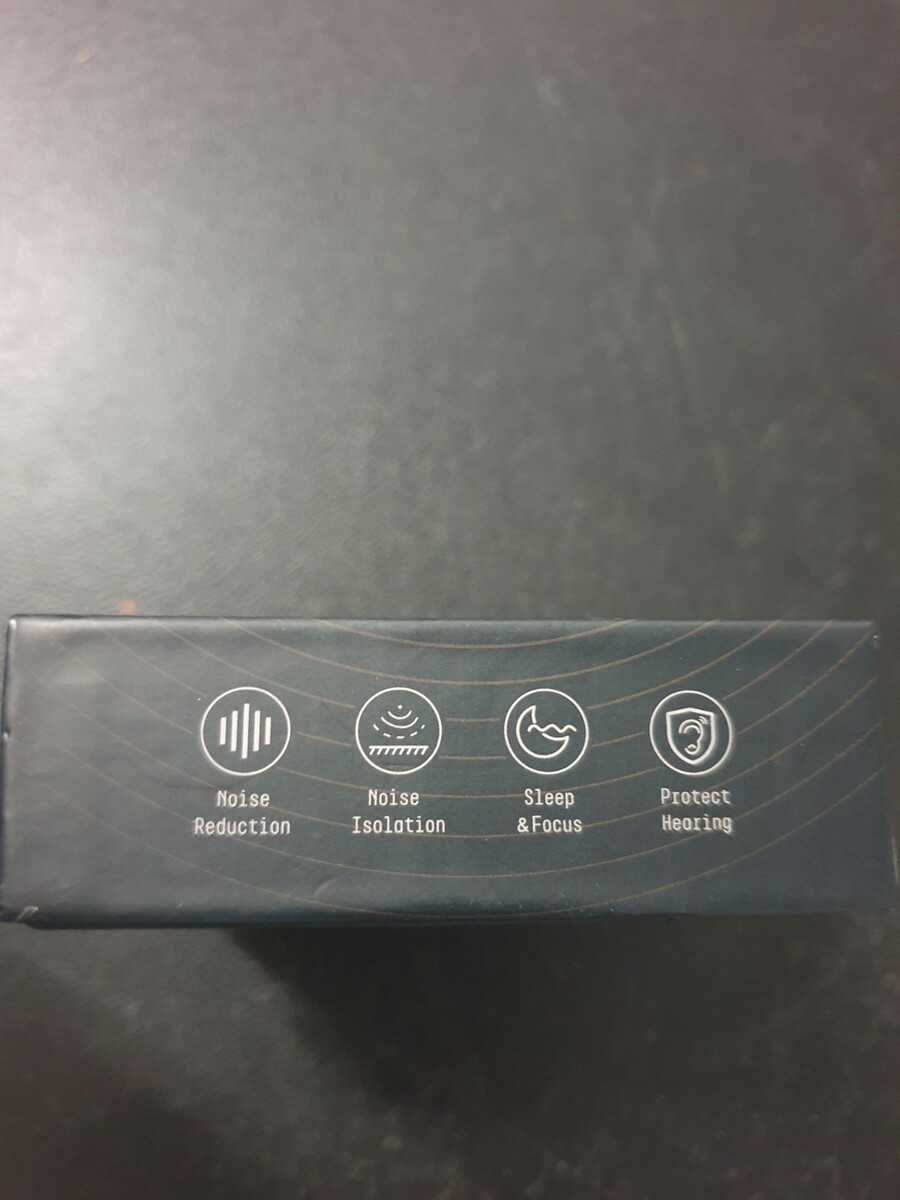 Noise
Reduction
Noise
Isolation
Sleep
&Focus
Protect
Hearing